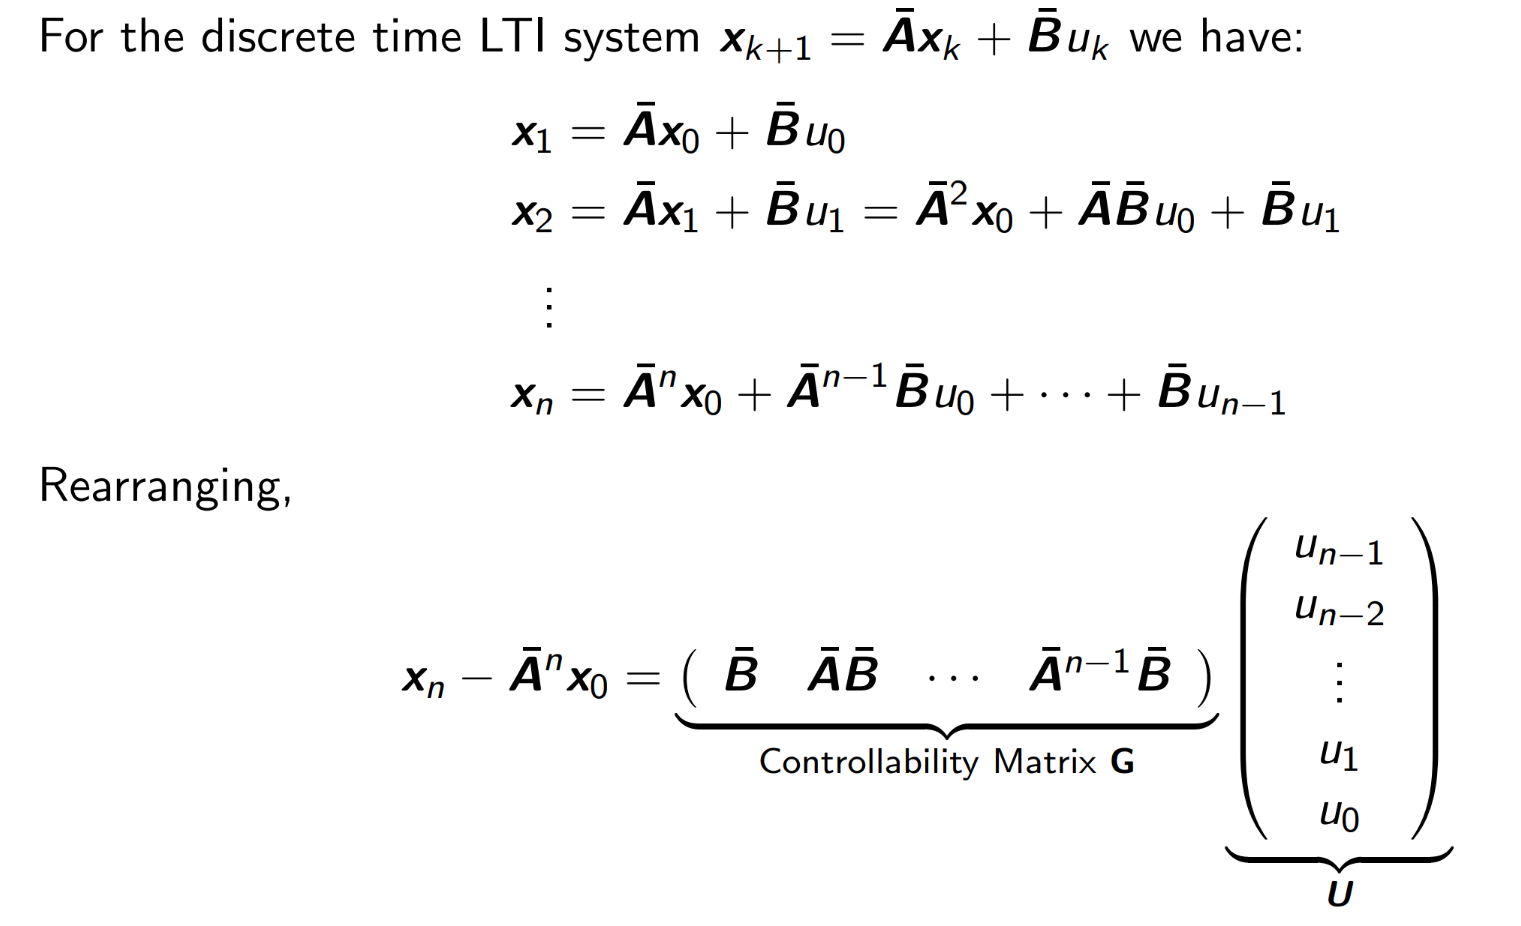 For the discrete time LTI system $\boldsymbol{x}_{k+1} = \bar{\boldsymbol{A}}\boldsymbol{x}_k + \bar{\boldsymbol{B}}u_k$ we have:
$\boldsymbol{x}_1 = \bar{\boldsymbol{A}}\boldsymbol{x}_0 + \bar{\boldsymbol{B}}u_0$
$\boldsymbol{x}_2 = \bar{\boldsymbol{A}}\boldsymbol{x}_1 + \bar{\boldsymbol{B}}u_1 = \bar{\boldsymbol{A}}^2\boldsymbol{x}_0 + \bar{\boldsymbol{A}}\bar{\boldsymbol{B}}u_0 + \bar{\boldsymbol{B}}u_1$
$\vdots$
$\boldsymbol{x}_n = \bar{\boldsymbol{A}}^n\boldsymbol{x}_0 + \bar{\boldsymbol{A}}^{n-1}\bar{\boldsymbol{B}}u_0 + \cdots + \bar{\boldsymbol{B}}u_{n-1}$
Rearranging,
$\boldsymbol{x}_n - \bar{\boldsymbol{A}}^n\boldsymbol{x}_0 = \underbrace{\begin{pmatrix} \bar{\boldsymbol{B}} & \bar{\boldsymbol{A}}\bar{\boldsymbol{B}} & \cdots & \bar{\boldsymbol{A}}^{n-1}\bar{\boldsymbol{B}} \end{pmatrix}}_{\text{Controllability Matrix } \mathbf{G}} \underbrace{\begin{pmatrix} u_{n-1} \\ u_{n-2} \\ \vdots \\ u_1 \\ u_0 \end{pmatrix}}_{\boldsymbol{U}}$